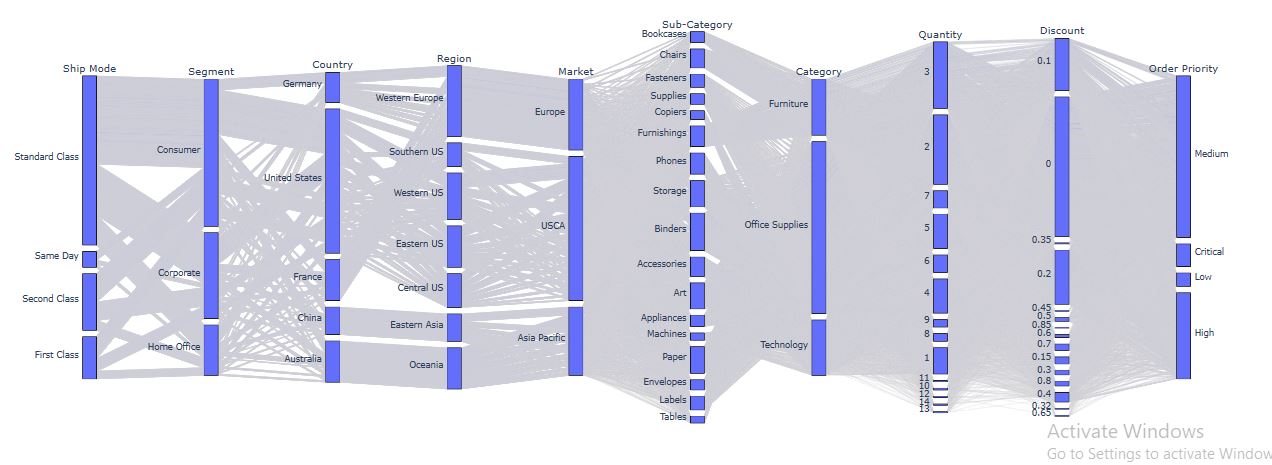 Ship Mode
Standard Class
Same Day
Second Class
First Class
Segment
Consumer
Corporate
Home Office
Country
Germany
United States
France
China
Australia
Region
Western Europe
Southern US
Western US
Eastern US
Central US
Eastern Asia
Oceania
Market
Europe
USCA
Asia Pacific
Sub-Category
Bookcases
Chairs
Fasteners
Supplies
Copiers
Furnishings
Phones
Storage
Binders
Accessories
Art
Appliances
Machines
Paper
Envelopes
Labels
Tables
Category
Furniture
Office Supplies
Technology
Quantity
3
2
7
5
6
4
9
8
1
11
10
12
14
13
Discount
0.1
0
0.35
0.2
0.45
0.5
0.85
0.6
0.7
0.15
0.3
0.8
0.4
0.32
0.65
Order Priority
Medium
Critical
Low
High
Activate Windows
Go to Settings to activate Window